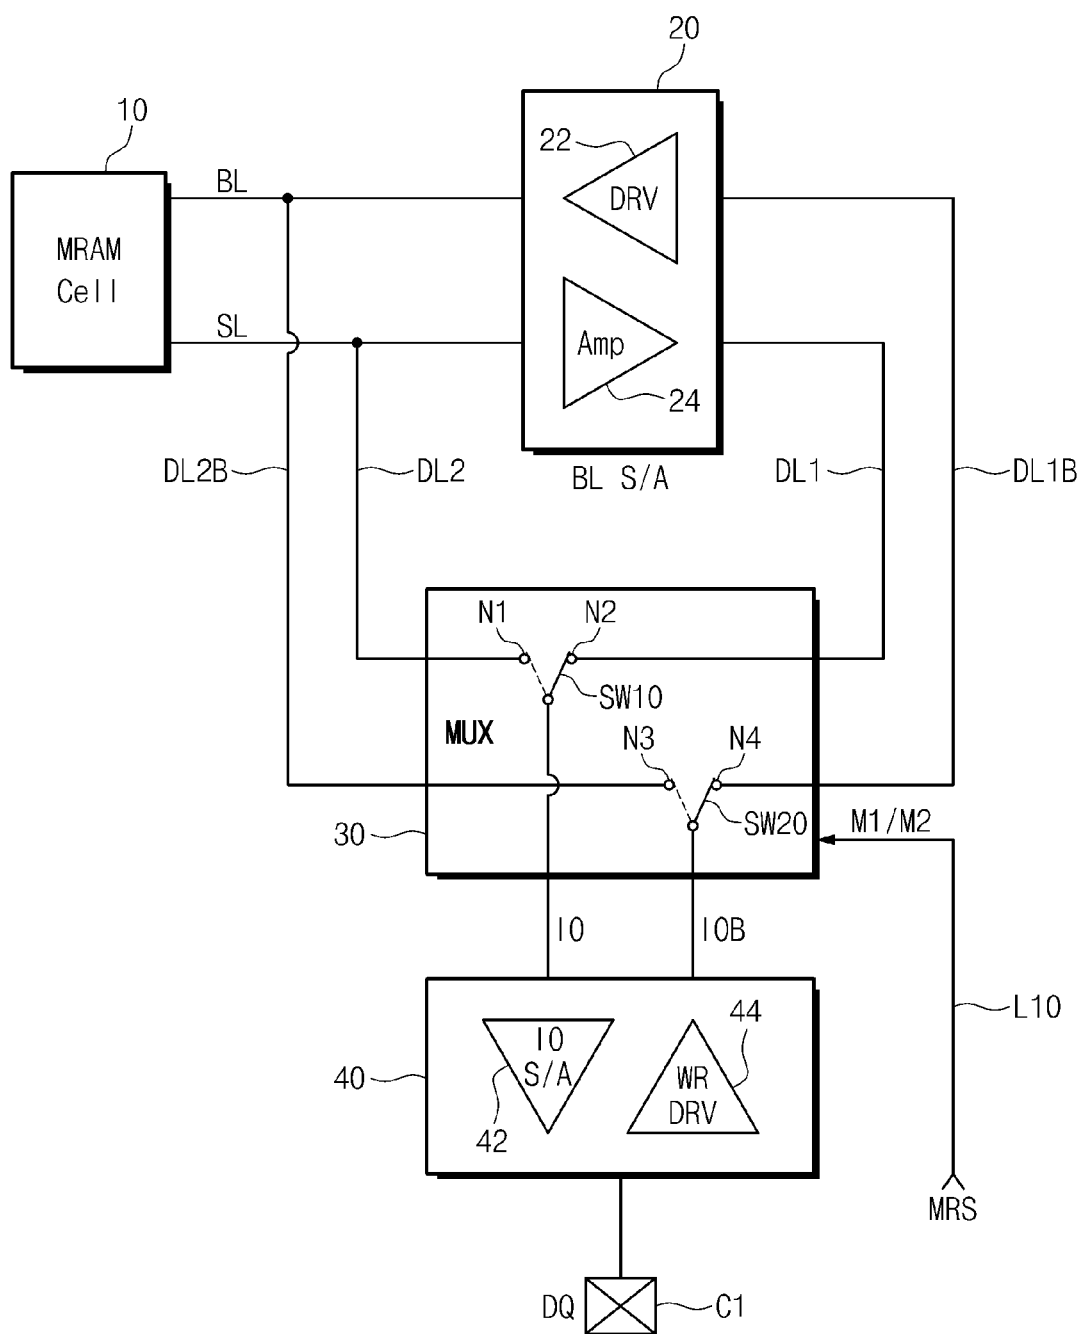 20
10
22
BL
DRV
MRAM
Cell
SL
Amp
24
DL2B
DL2
BL S/A
DL1
DL1B
N1
N2
SW10
MUX
N3
N4
SW20
M1/M2
30
IO
IOB
L10
44
IO
S/A
WR
DRV
40
42
MRS
DQ
C1